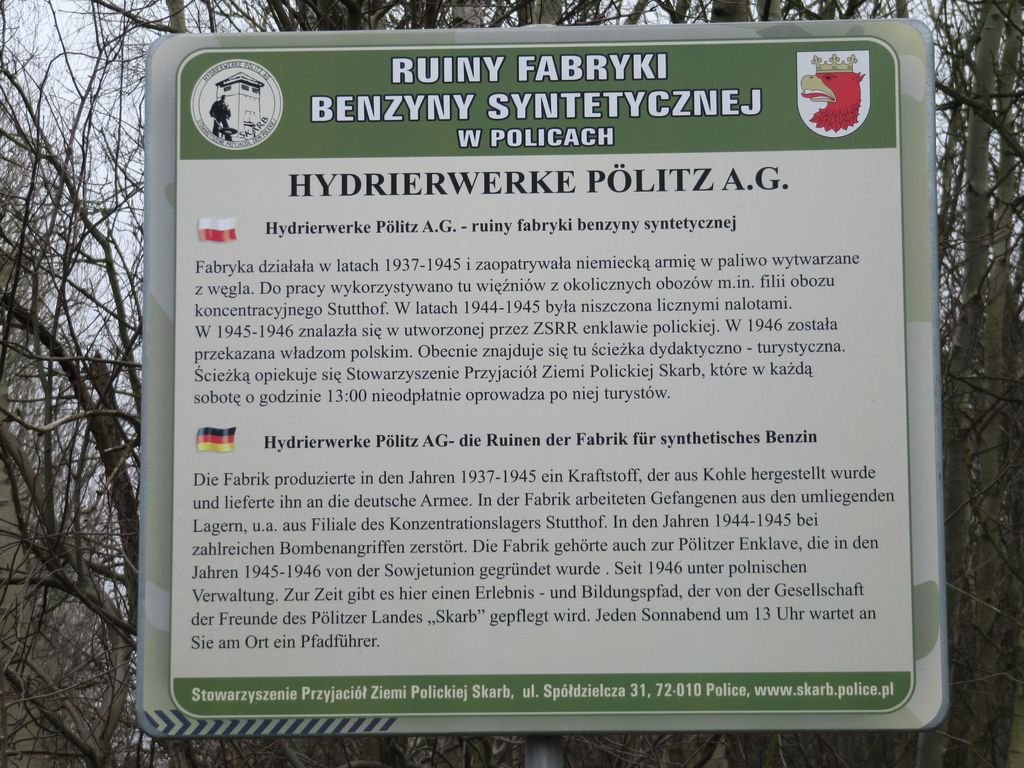 RUINY FABRYKI
BENZYNY SYNTETYCZNEJ
W POLICACH
SKARB
HYDRIERWERKE PÖLITZ A.G.
Hydrierwerke Pölitz A.G. - ruiny fabryki benzyny syntetycznej
Fabryka działała w latach 1937-1945 i zaopatrywała niemiecką armię w paliwo wytwarzane
z węgla. Do pracy wykorzystywano tu więźniów z okolicznych obozów m.in. filii obozu
koncentracyjnego Stutthof. W latach 1944-1945 była niszczona licznymi nalotami.
W 1945-1946 znalazła się w utworzonej przez ZSRR enklawie polickiej. W 1946 została
przekazana władzom polskim. Obecnie znajduje się tu ścieżka dydaktyczno - turystyczna.
Ścieżką opiekuje się Stowarzyszenie Przyjaciół Ziemi Polickiej Skarb, które w każdą
sobotę o godzinie 13:00 nieodpłatnie oprowadza po niej turystów.
Hydrierwerke Pölitz AG- die Ruinen der Fabrik für synthetisches Benzin
Die Fabrik produzierte in den Jahren 1937-1945 ein Kraftstoff, der aus Kohle hergestellt wurde
und lieferte ihn an die deutsche Armee. In der Fabrik arbeiteten Gefangenen aus den umliegenden
Lagern, u.a. aus Filiale des Konzentrationslagers Stutthof. In den Jahren 1944-1945 bei
zahlreichen Bombenangriffen zerstört. Die Fabrik gehörte auch zur Pölitzer Enklave, die in den
Jahren 1945-1946 von der Sowjetunion gegründet wurde . Seit 1946 unter polnischen
Verwaltung. Zur Zeit gibt es hier einen Erlebnis - und Bildungspfad, der von der Gesellschaft
der Freunde des Pölitzer Landes „Skarb” gepflegt wird. Jeden Sonnabend um 13 Uhr wartet an
Sie am Ort ein Pfadführer.
Stowarzyszenie Przyjaciół Ziemi Polickiej Skarb, ul. Spółdzielcza 31, 72-010 Police, www.skarb.police.pl